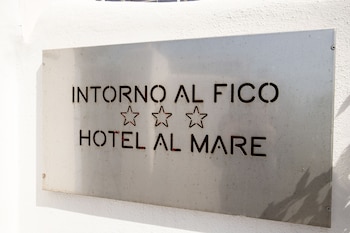 INTORNO AL FICO
☆ ☆ ☆
HOTEL AL MARE